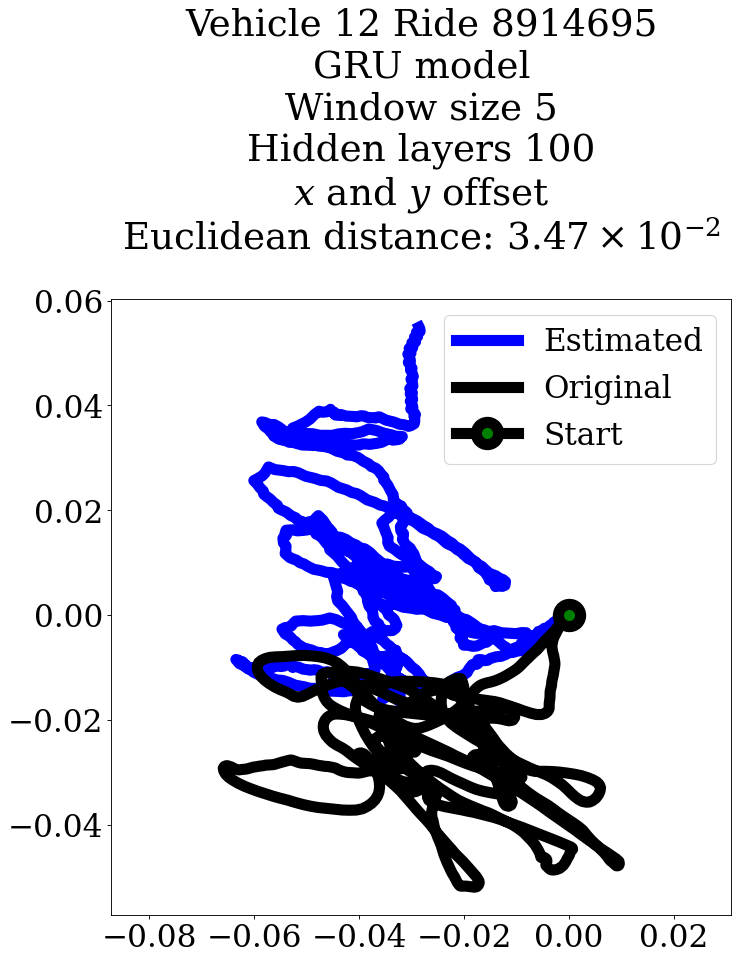 Vehicle 12 Ride 8914695
GRU model
Window size 5
Hidden layers 100
x and y offset
Euclidean distance: 3.47 × 10⁻²
Estimated
Original
Start
0.06
0.04
0.02
0.00
−0.02
−0.04
−0.08 −0.06 −0.04 −0.02 0.00 0.02